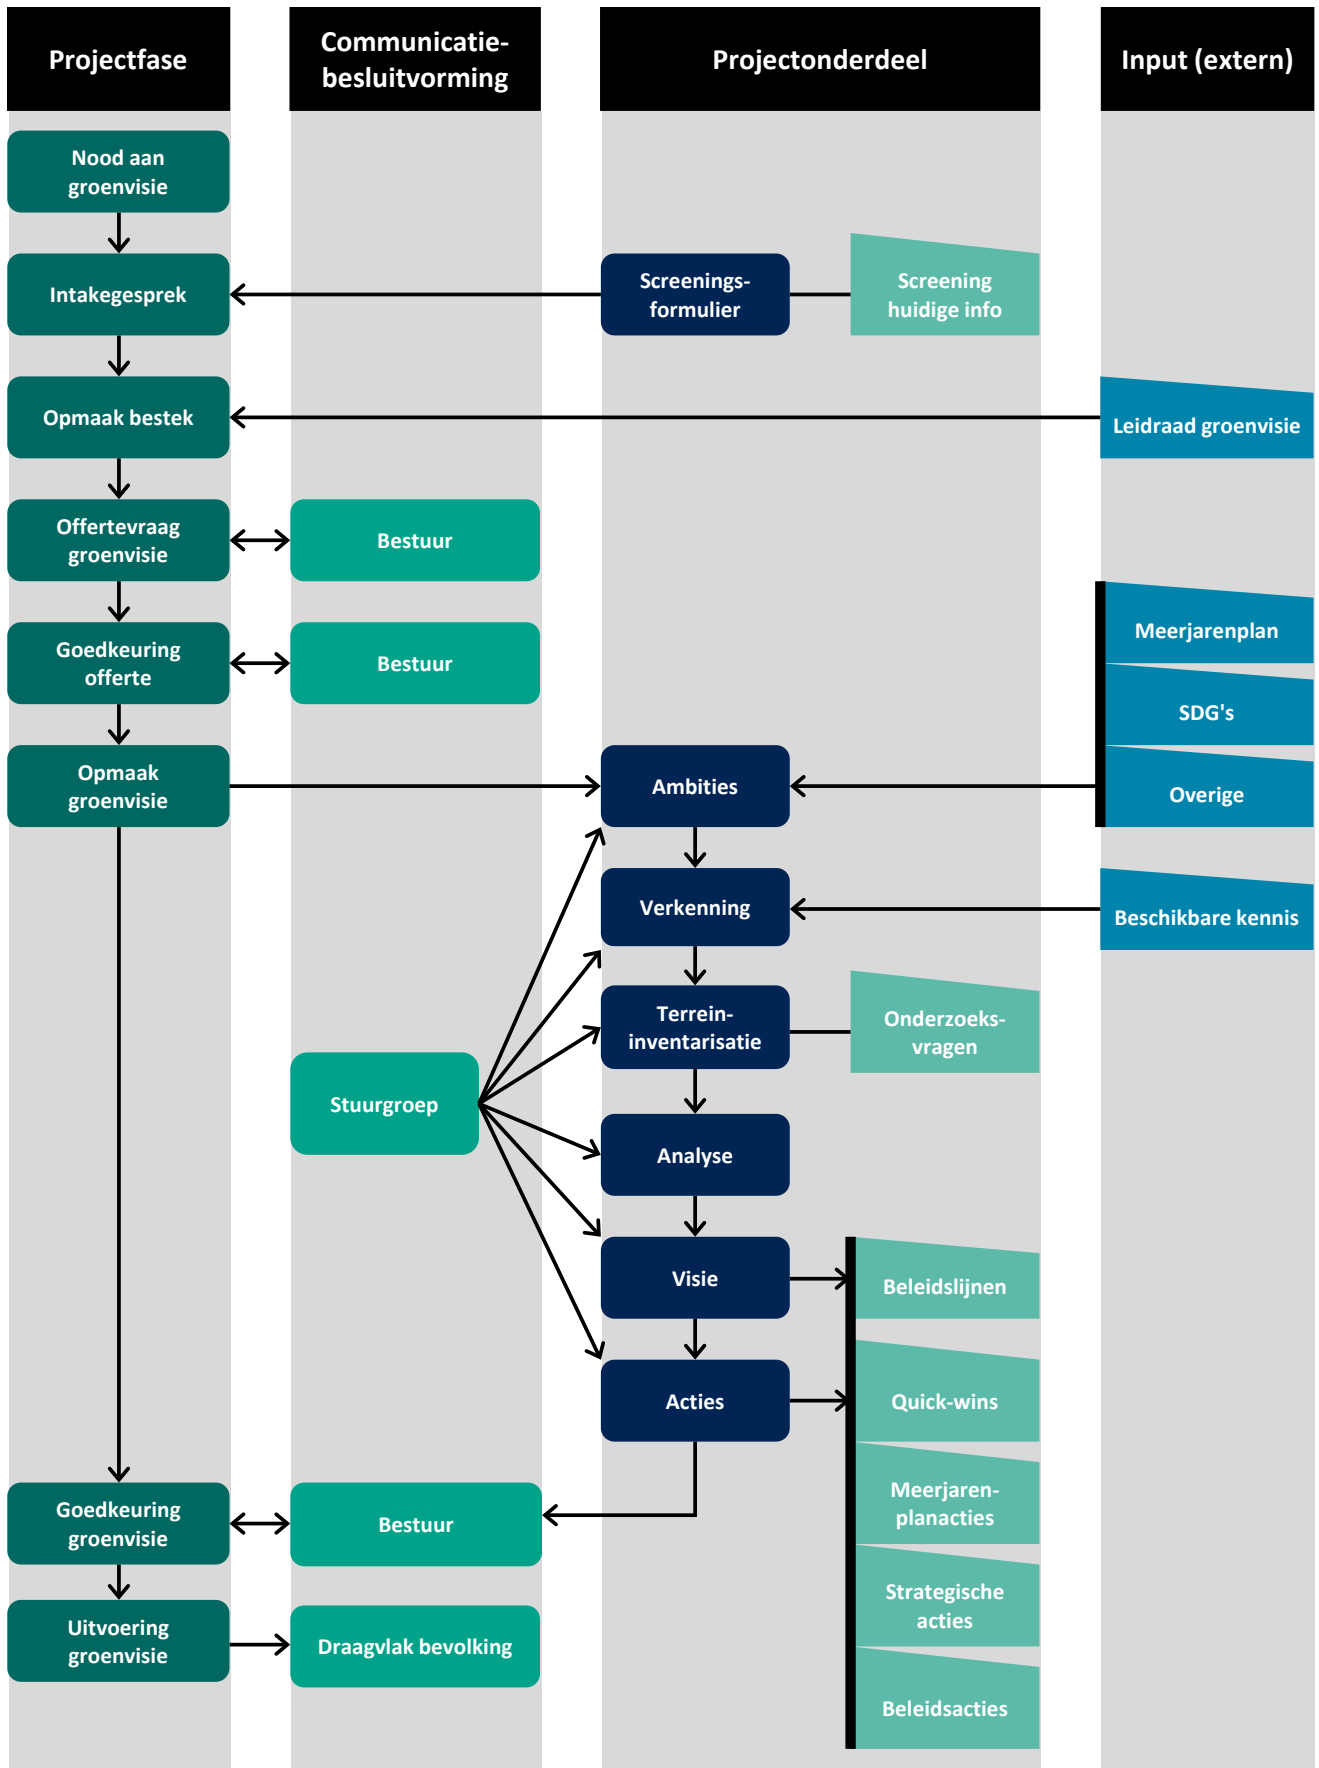 Projectfase
Communicatie-
besluitvorming
Projectonderdeel
Input (extern)
Nood aan
groenvisie
Intakegesprek
Screenings-
formulier
Screening
huidige info
Opmaak bestek
Leidraad groenvisie
Offertevraag
groenvisie
Bestuur
Goedkeuring
offerte
Bestuur
Meerjarenplan
SDG's
Overige
Opmaak
groenvisie
Ambities
Verkenning
Beschikbare kennis
Terrein-
inventarisatie
Onderzoeks-
vragen
Stuurgroep
Analyse
Visie
Beleidslijnen
Acties
Quick-wins
Meerjaren-
planacties
Strategische
acties
Beleidsacties
Goedkeuring
groenvisie
Bestuur
Uitvoering
groenvisie
Draagvlak bevolking